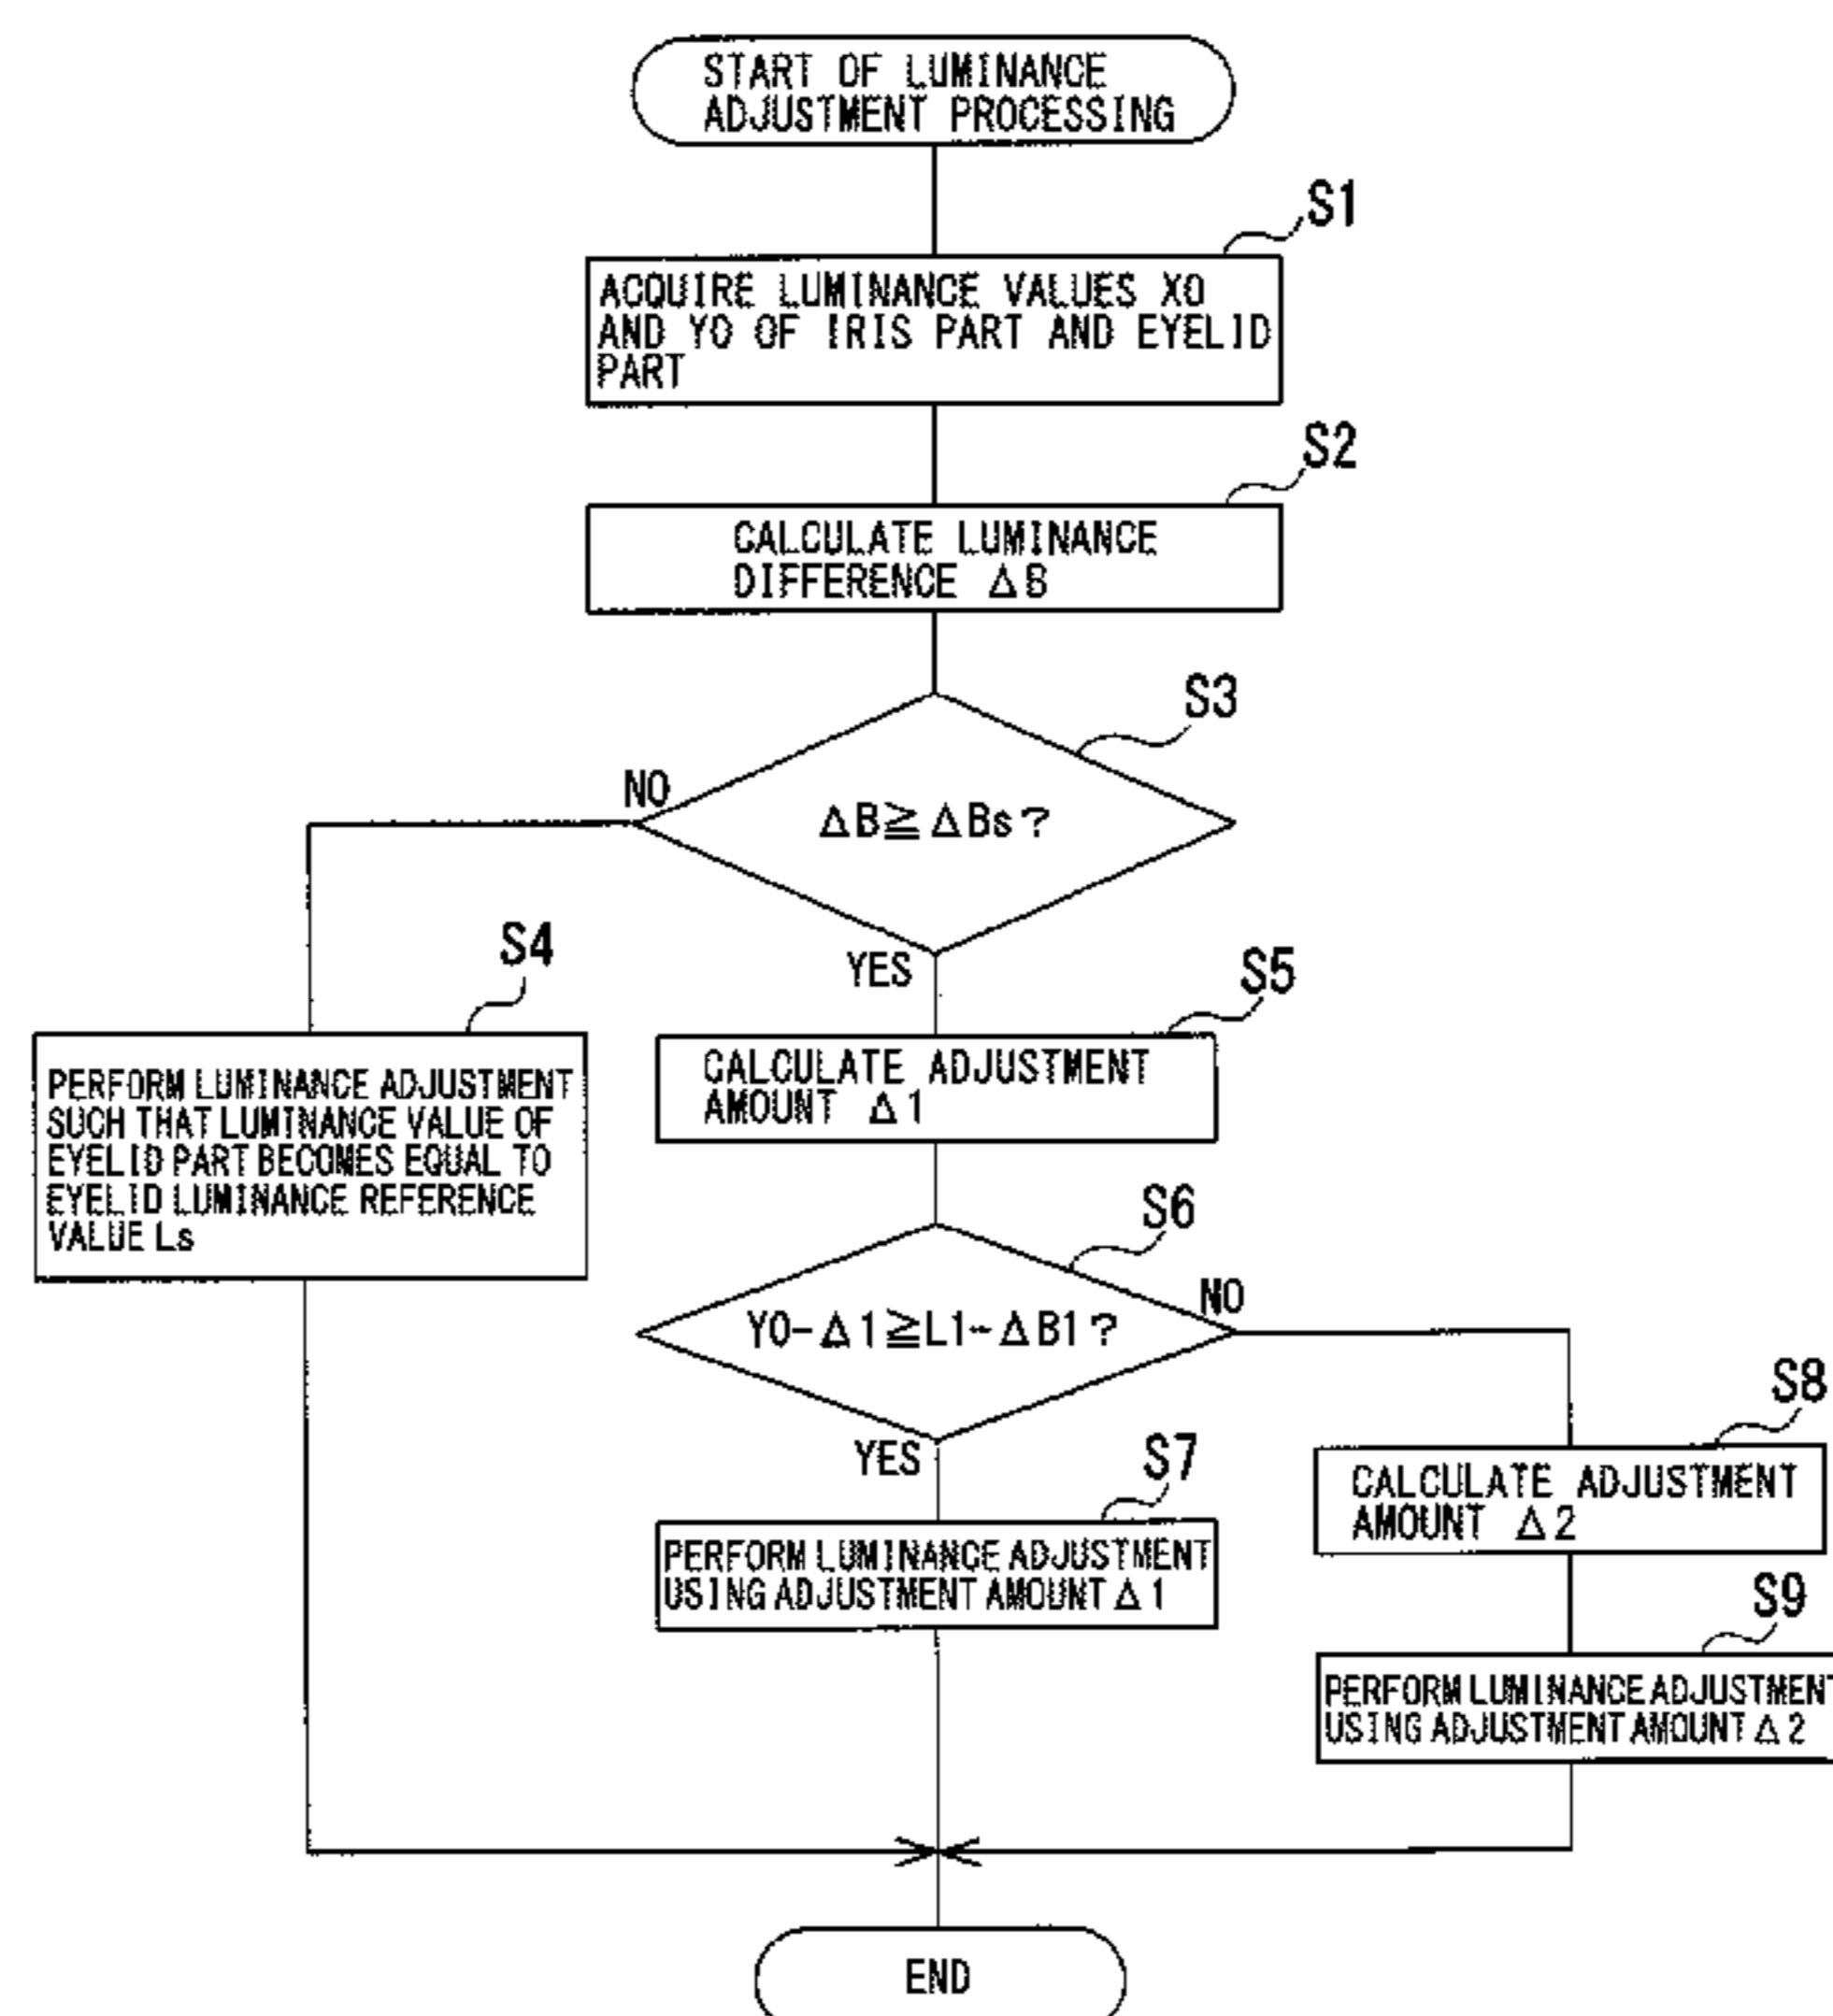 START OF LUMINANCE
ADJUSTMENT PROCESSING
S1
ACQUIRE LUMINANCE VALUES X0
AND Y0 OF IRIS PART AND EYELID
PART
S2
CALCULATE LUMINANCE
DIFFERENCE ΔB
S3
NO
ΔB≧ΔBs?
YES
S4
PERFORM LUMINANCE ADJUSTMENT
SUCH THAT LUMINANCE VALUE OF
EYELID PART BECOMES EQUAL TO
EYELID LUMINANCE REFERENCE
VALUE Ls
S5
CALCULATE ADJUSTMENT
AMOUNT Δ1
S6
NO
Y0-Δ1≧L1-ΔB1?
YES
S7
PERFORM LUMINANCE ADJUSTMENT
USING ADJUSTMENT AMOUNT Δ1
S8
CALCULATE ADJUSTMENT
AMOUNT Δ2
S9
PERFORM LUMINANCE ADJUSTMENT
USING ADJUSTMENT AMOUNT Δ2
END